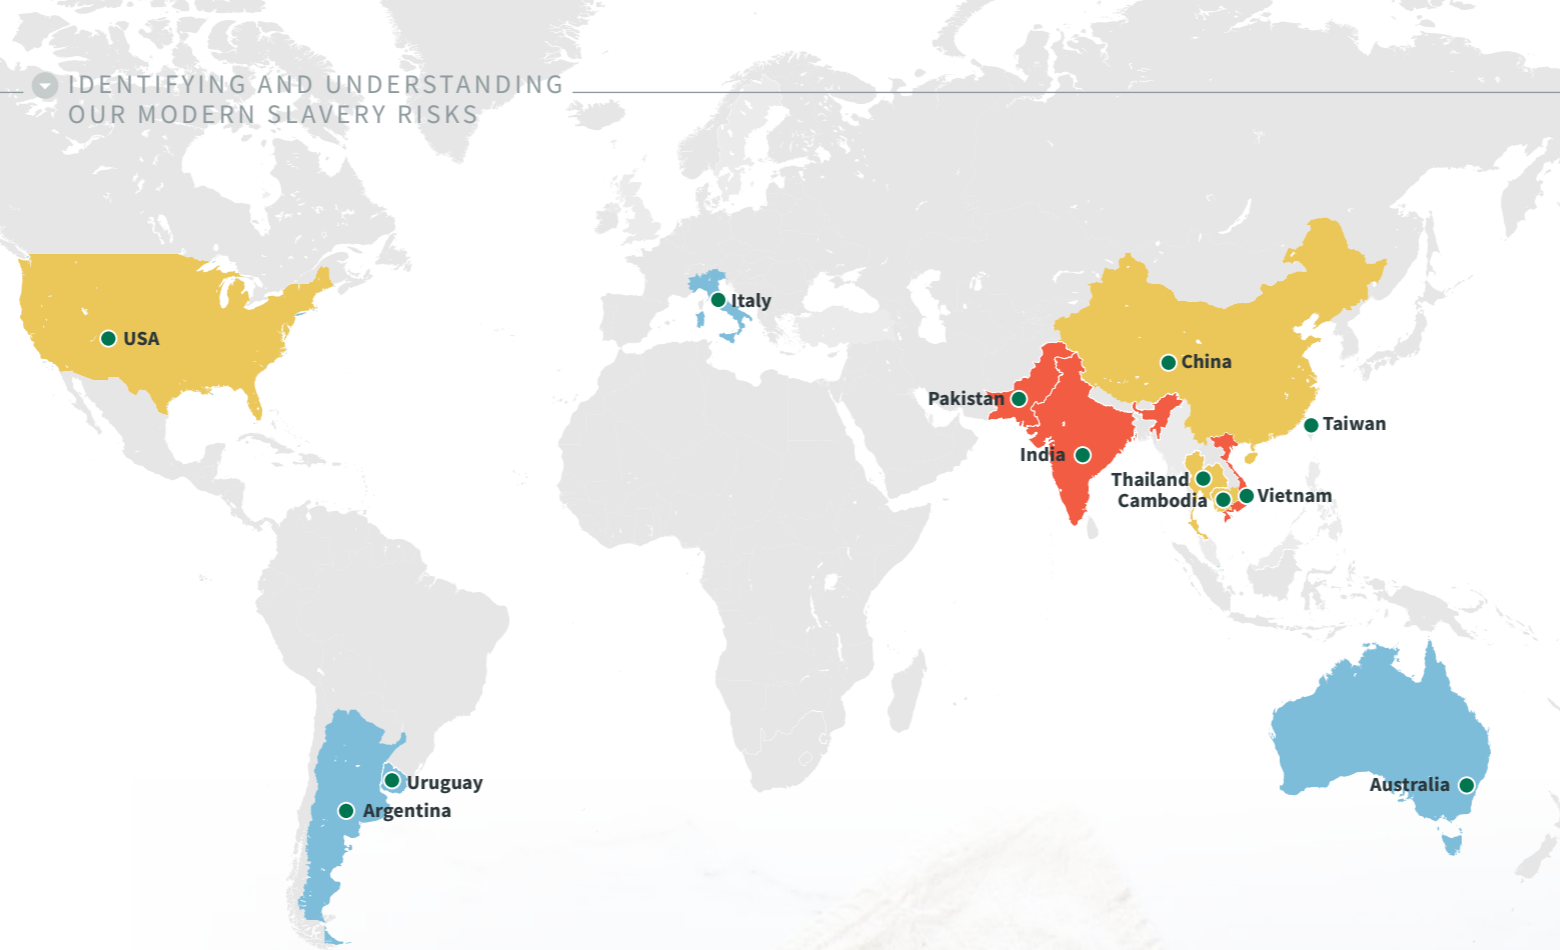 IDENTIFYING AND UNDERSTANDING
OUR MODERN SLAVERY RISKS
Italy
USA
China
Pakistan
Taiwan
India
Thailand
Cambodia
Vietnam
Uruguay
Australia
Argentina